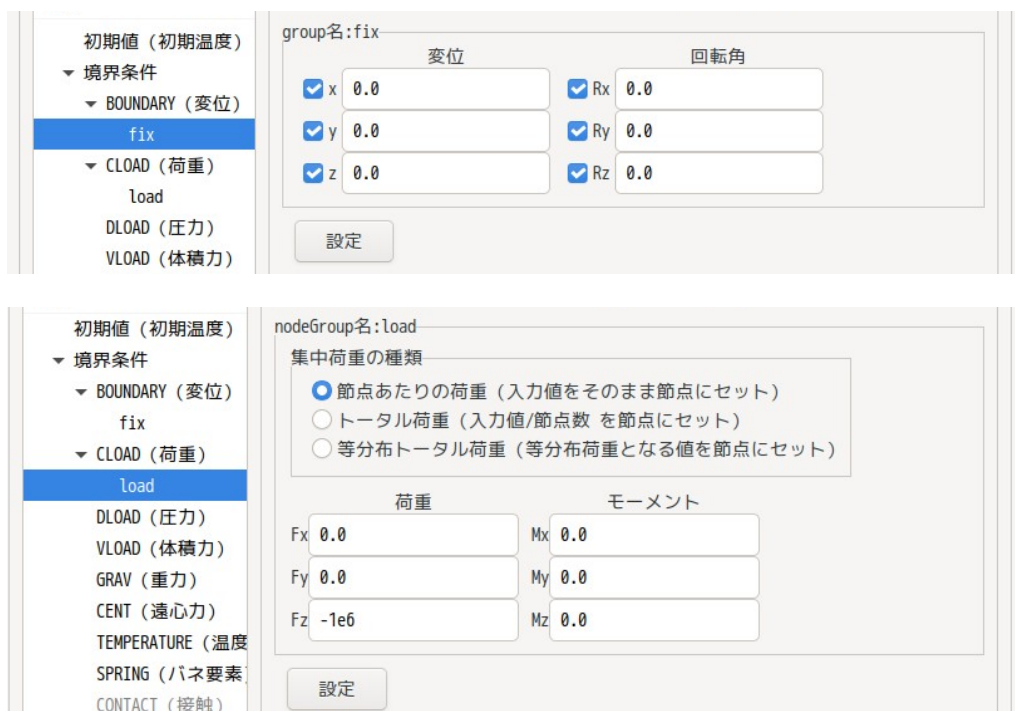 初期値（初期温度）
境界条件
BOUNDARY（変位）
fix
CLOAD（荷重）
load
DLOAD（圧力）
VLOAD（体積力）
group名:fix
変位 回転角
x 0.0 Rx 0.0
y 0.0 Ry 0.0
z 0.0 Rz 0.0
設定
初期値（初期温度）
境界条件
BOUNDARY（変位）
fix
CLOAD（荷重）
load
DLOAD（圧力）
VLOAD（体積力）
GRAV（重力）
CENT（遠心力）
TEMPERATURE（温度
SPRING（バネ要素）
CONTACT（接触）
nodeGroup名:load
集中荷重の種類
節点あたりの荷重（入力値をそのまま節点にセット）
トータル荷重（入力値/節点数 を節点にセット）
等分布トータル荷重（等分布荷重となる値を節点にセット）
荷重 モーメント
Fx 0.0 Mx 0.0
Fy 0.0 My 0.0
Fz -1e6 Mz 0.0
設定